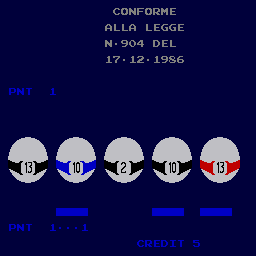 CONFORME
ALLA LEGGE
N·904 DEL
17·12·1986
PNT 1
13 10 2 10 13
PNT 1···1
CREDIT 9